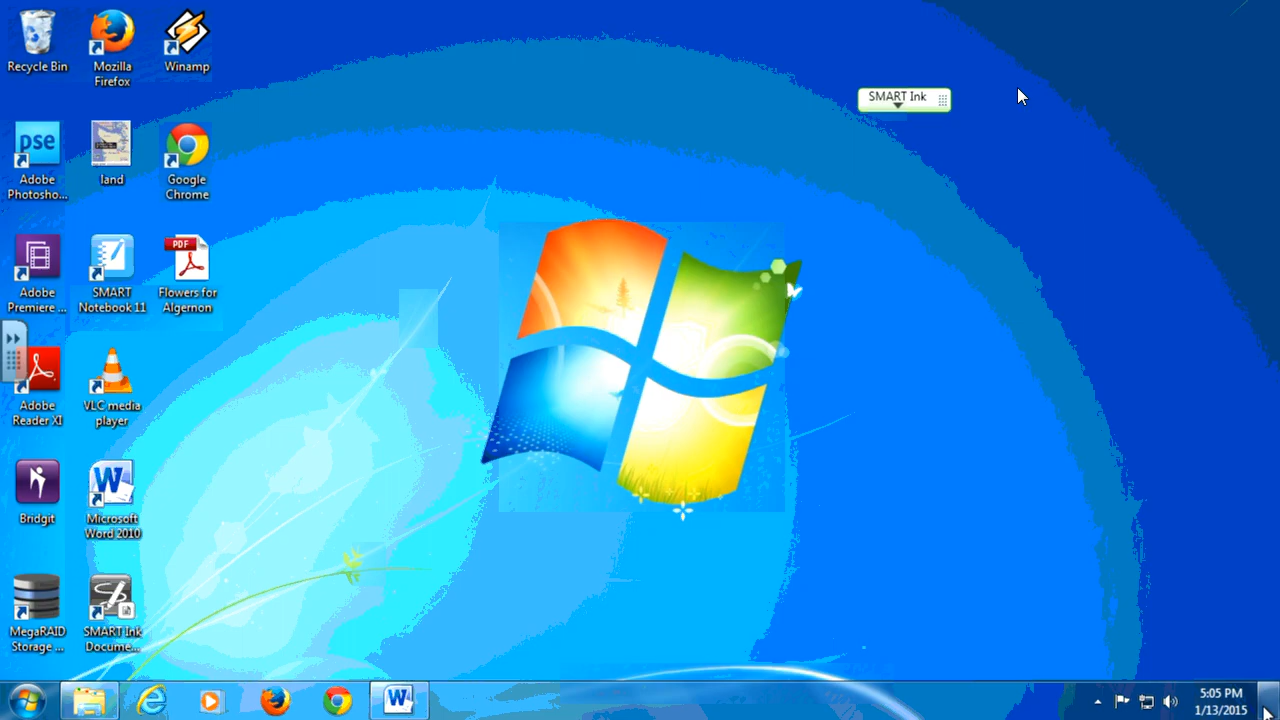 Recycle Bin
Mozilla
Firefox
Winamp
SMART Ink
pse
Adobe
Photosho...
land
Google
Chrome
Adobe
Premiere ...
SMART
Notebook 11
PDF
Flowers for
Algernon
Adobe
Reader XI
VLC media
player
Bridgit
W
Microsoft
Word 2010
MegaRAID
Storage ...
SMART Ink
Docume...
W
5:05 PM
1/13/2015